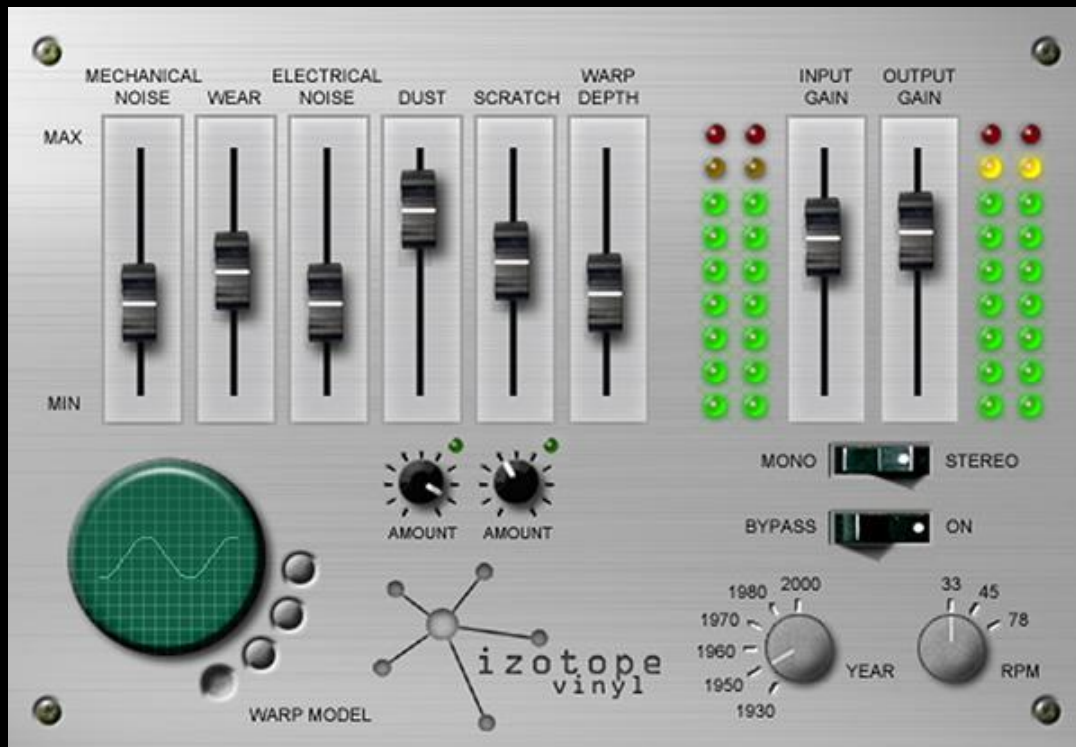 MECHANICAL
NOISE
WEAR
ELECTRICAL
NOISE
DUST
SCRATCH
WARP
DEPTH
INPUT
GAIN
OUTPUT
GAIN
MAX
MIN
MONO
STEREO
BYPASS
ON
AMOUNT
AMOUNT
2000
1980
1970
1960
1950
1930
YEAR
33
45
78
RPM
izotope
vinyl
WARP MODEL